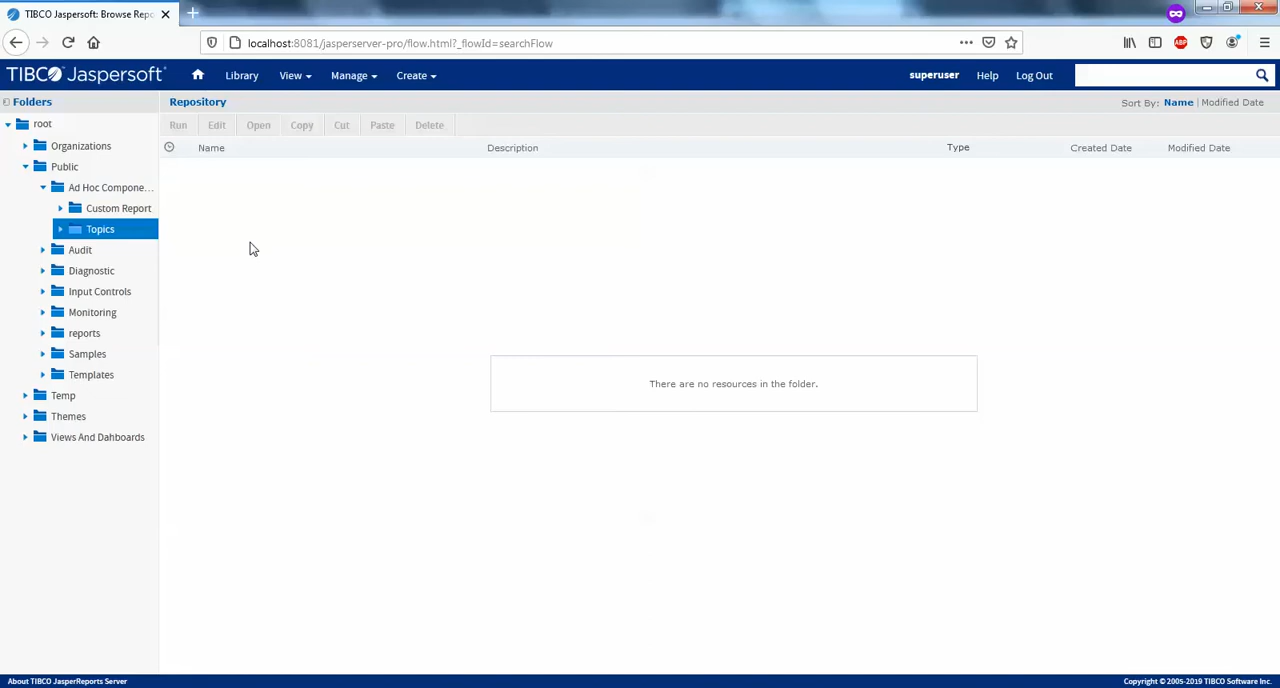 TIBCO Jaspersoft: Browse Repo
localhost:8081/jasperserver-pro/flow.html?_flowId=searchFlow
ABP
TIBCO Jaspersoft
Library
View
Manage
Create
superuser
Help
Log Out
Folders
Repository
Sort By: Name | Modified Date
root
Organizations
Public
Ad Hoc Compone...
Custom Report
Topics
Audit
Diagnostic
Input Controls
Monitoring
reports
Samples
Templates
Temp
Themes
Views And Dahboards
Run
Edit
Open
Copy
Cut
Paste
Delete
Name
Description
Type
Created Date
Modified Date
There are no resources in the folder.
About TIBCO JasperReports Server
Copyright © 2005-2019 TIBCO Software Inc.